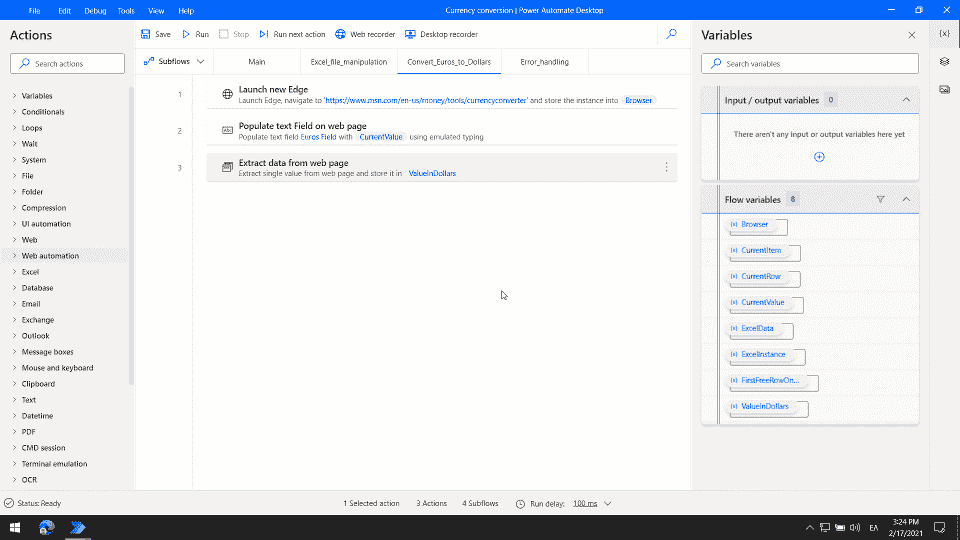 File Edit Debug Tools View Help
Currency conversion | Power Automate Desktop
Actions
Search actions
Variables
Conditionals
Loops
Wait
System
File
Folder
Compression
UI automation
Web
Web automation
Excel
Database
Email
Exchange
Outlook
Message boxes
Mouse and keyboard
Clipboard
Text
Datetime
PDF
CMD session
Terminal emulation
OCR
Save Run Stop Run next action Web recorder Desktop recorder
Subflows Main Excel_file_manipulation Convert_Euros_to_Dollars Error_handling
1
Launch new Edge
Launch Edge, navigate to 'https://www.msn.com/en-us/money/tools/currencyconverter' and store the instance into Browser
2
Abc
Populate text Field on web page
Populate text field Euros Field with CurrentValue using emulated typing
3
Extract data from web page
Extract single value from web page and store it in ValueInDollars
Variables
{x}
Search variables
Input / output variables 0
There aren't any input or output variables here yet
Flow variables 8
(x) Browser
(x) CurrentItem
(x) CurrentRow
(x) CurrentValue
(x) ExcelData
(x) ExcelInstance
(x) FirstFreeRowOn...
(x) ValueInDollars
Status: Ready 1 Selected action 3 Actions 4 Subflows Run delay: 100 ms
ΕΛ
3:24 PM
2/17/2021